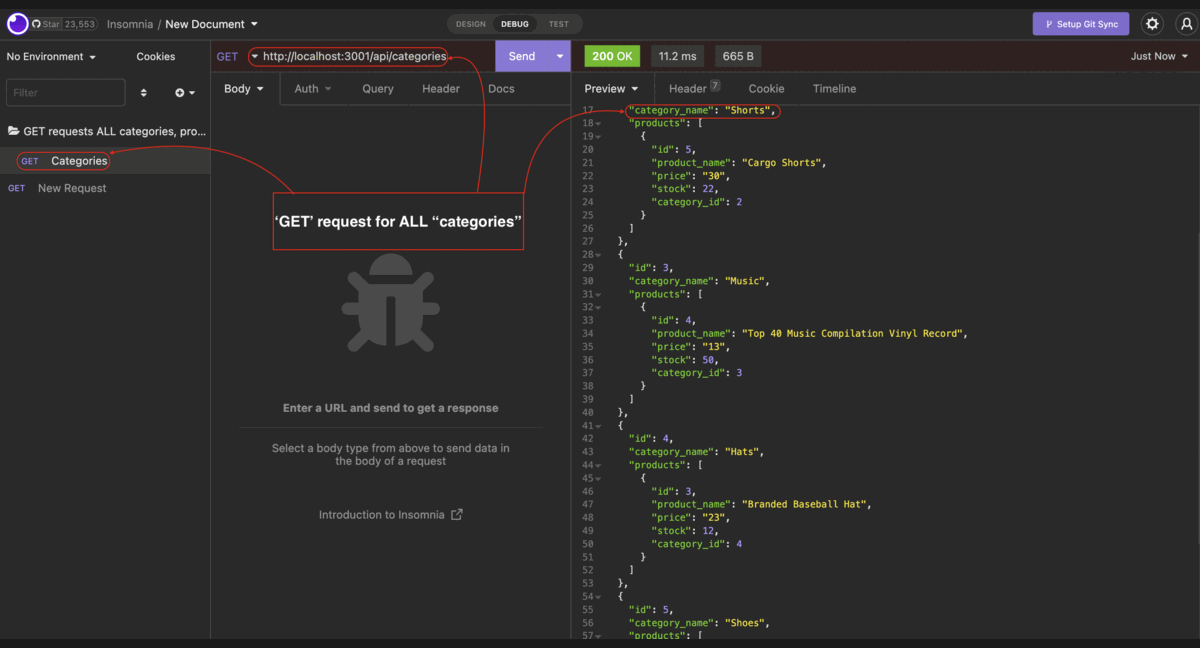 Star 23,553 Insomnia / New Document
DESIGN DEBUG TEST
Setup Git Sync
No Environment Cookies
GET http://localhost:3001/api/categories Send
200 OK 11.2 ms 665 B Just Now
Filter
Body Auth Query Header Docs
Preview Header 7 Cookie Timeline
GET requests ALL categories, pro...
GET Categories
GET New Request
‘GET’ request for ALL “categories”
Enter a URL and send to get a response
Select a body type from above to send data in
the body of a request
Introduction to Insomnia
17 "category_name": "Shorts",
18 "products": [
19 {
20 "id": 5,
21 "product_name": "Cargo Shorts",
22 "price": "30",
23 "stock": 22,
24 "category_id": 2
25 }
26 ]
27 },
28 {
29 "id": 3,
30 "category_name": "Music",
31 "products": [
32 {
33 "id": 4,
34 "product_name": "Top 40 Music Compilation Vinyl Record",
35 "price": "13",
36 "stock": 50,
37 "category_id": 3
38 }
39 ]
40 },
41 {
42 "id": 4,
43 "category_name": "Hats",
44 "products": [
45 {
46 "id": 3,
47 "product_name": "Branded Baseball Hat",
48 "price": "23",
49 "stock": 12,
50 "category_id": 4
51 }
52 ]
53 },
54 {
55 "id": 5,
56 "category_name": "Shoes",
57 "products": [